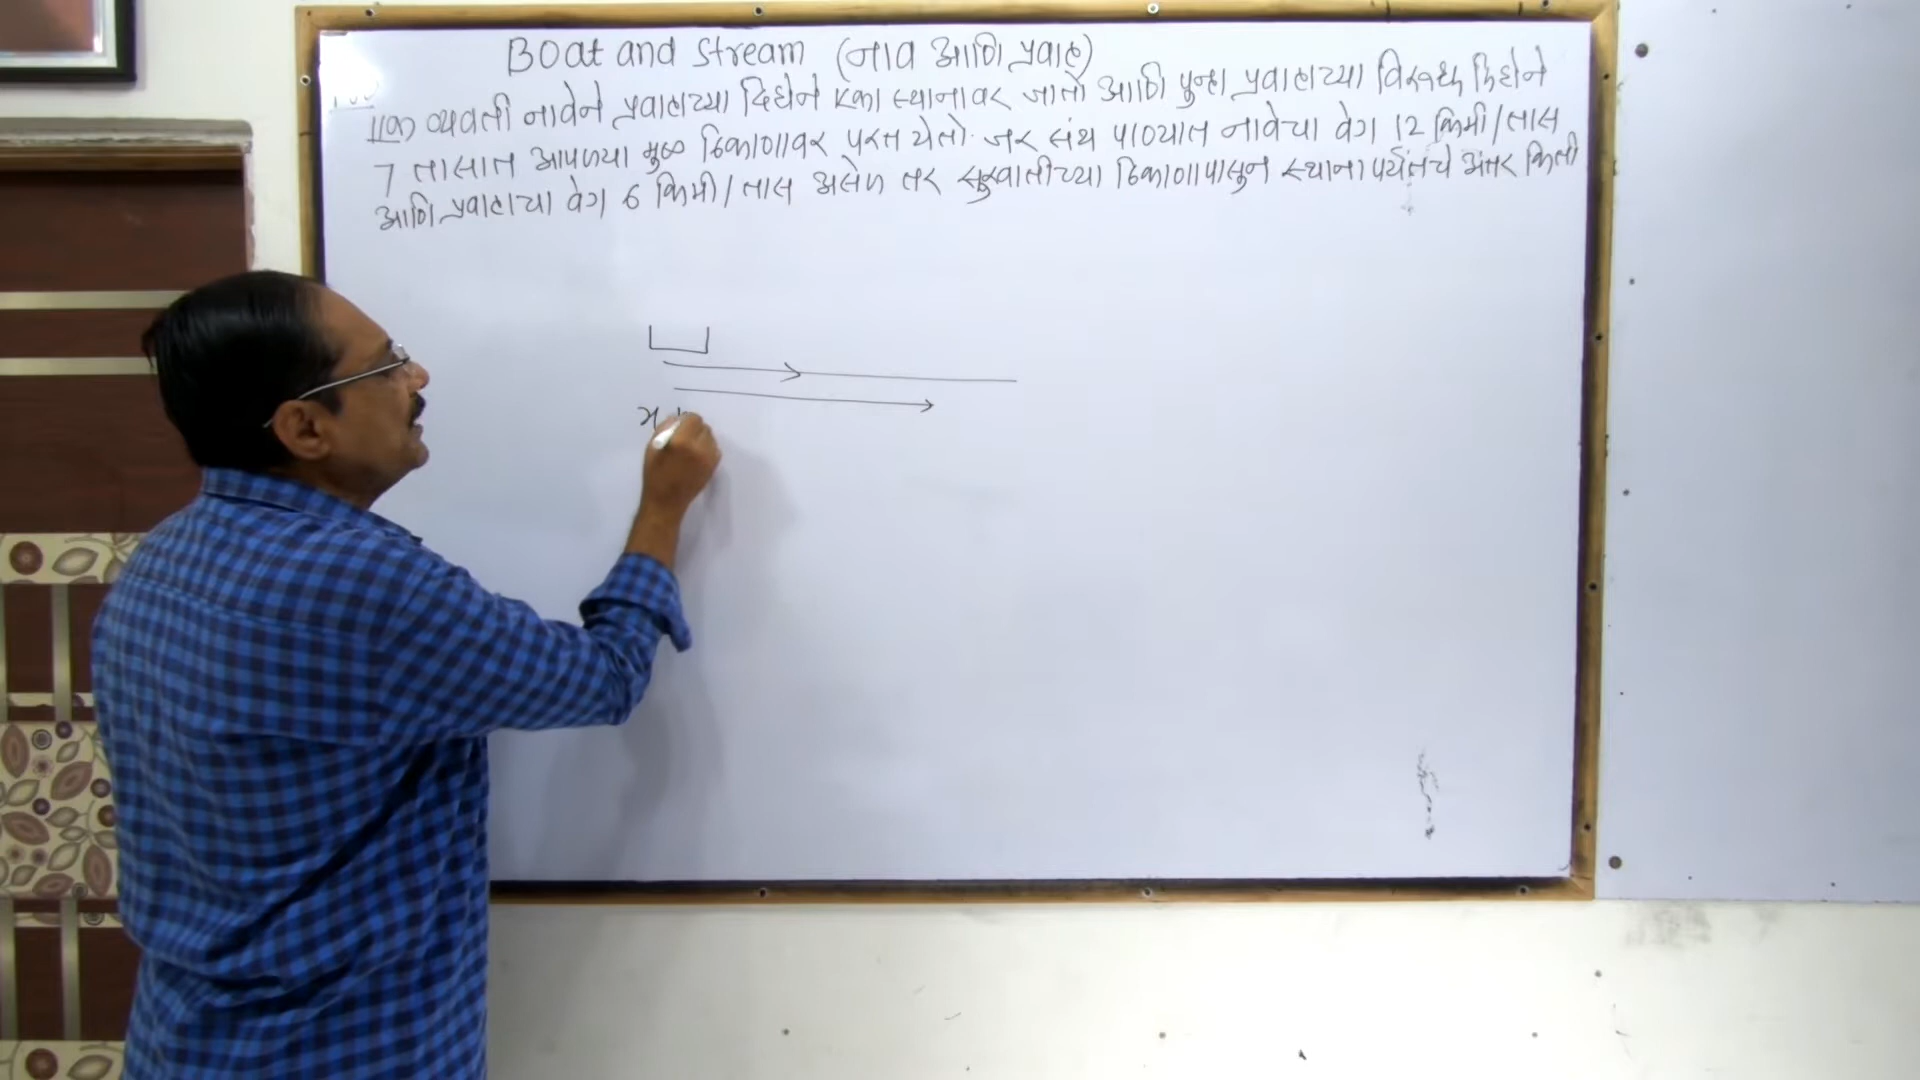 Boat and Stream (नाव आणि प्रवाह)
एक व्यक्ती नावेने प्रवाहाच्या दिशेने एका स्थानावर जातो आणि पुन्हा प्रवाहाच्या विरुध्द दिशेने
7 तासात आपल्या मुळ ठिकाणावर परत येतो. जर संथ पाण्यात नावेचा वेग 12 किमी/तास
आणि प्रवाहाचा वेग 6 किमी/तास असेल तर सुरुवातीच्या ठिकाणापासुन स्थानापर्यंतचे अंतर किती
x